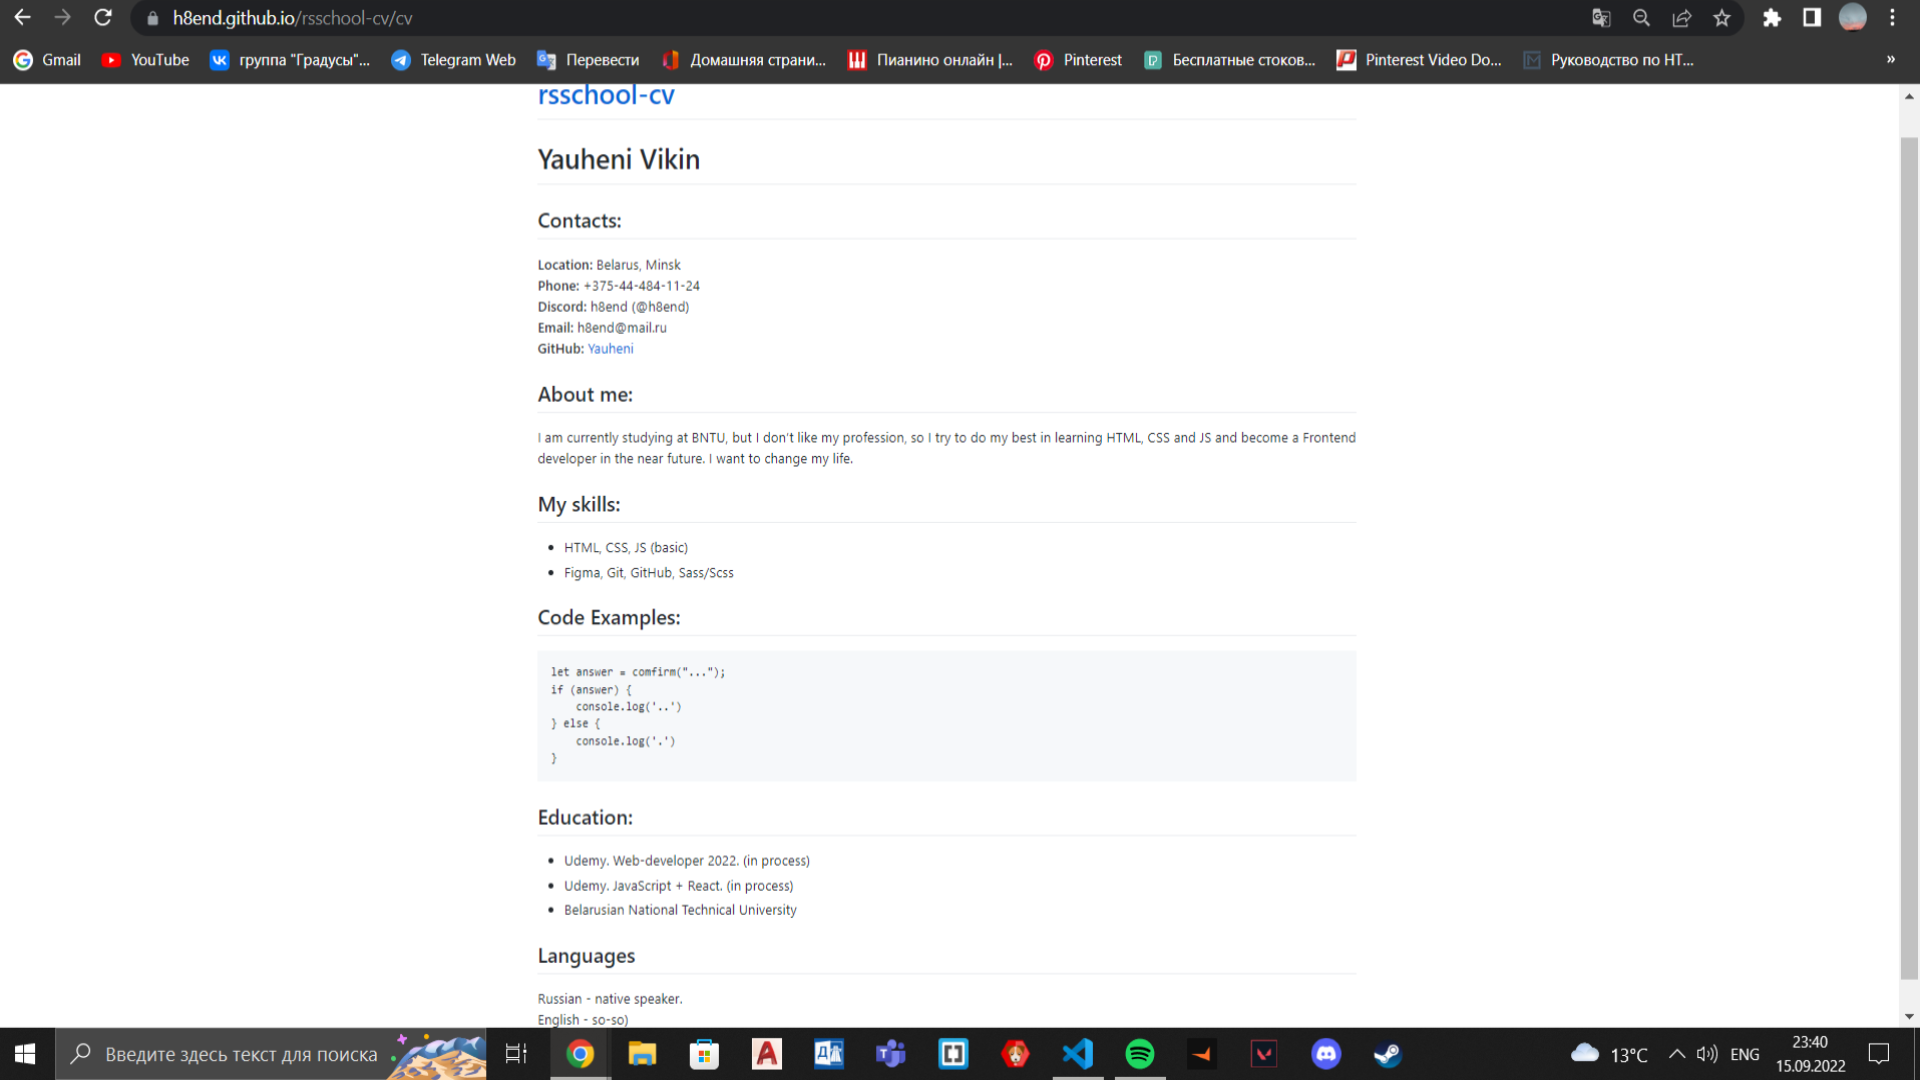 h8end.github.io/rsschool-cv/cv
Gmail YouTube группа "Градусы"... Telegram Web Перевести Домашняя страни... Пианино онлайн |... Pinterest Бесплатные стоков... Pinterest Video Do... Руководство по HT... »
rsschool-cv
Yauheni Vikin
Contacts:
Location: Belarus, Minsk
Phone: +375-44-484-11-24
Discord: h8end (@h8end)
Email: h8end@mail.ru
GitHub: Yauheni
About me:
I am currently studying at BNTU, but I don't like my profession, so I try to do my best in learning HTML, CSS and JS and become a Frontend
developer in the near future. I want to change my life.
My skills:
• HTML, CSS, JS (basic)
• Figma, Git, GitHub, Sass/Scss
Code Examples:
let answer = comfirm("...");
if (answer) {
    console.log('..')
} else {
    console.log('.')
}
Education:
• Udemy. Web-developer 2022. (in process)
• Udemy. JavaScript + React. (in process)
• Belarusian National Technical University
Languages
Russian - native speaker.
English - so-so)
Введите здесь текст для поиска
13°C ENG
23:40
15.09.2022